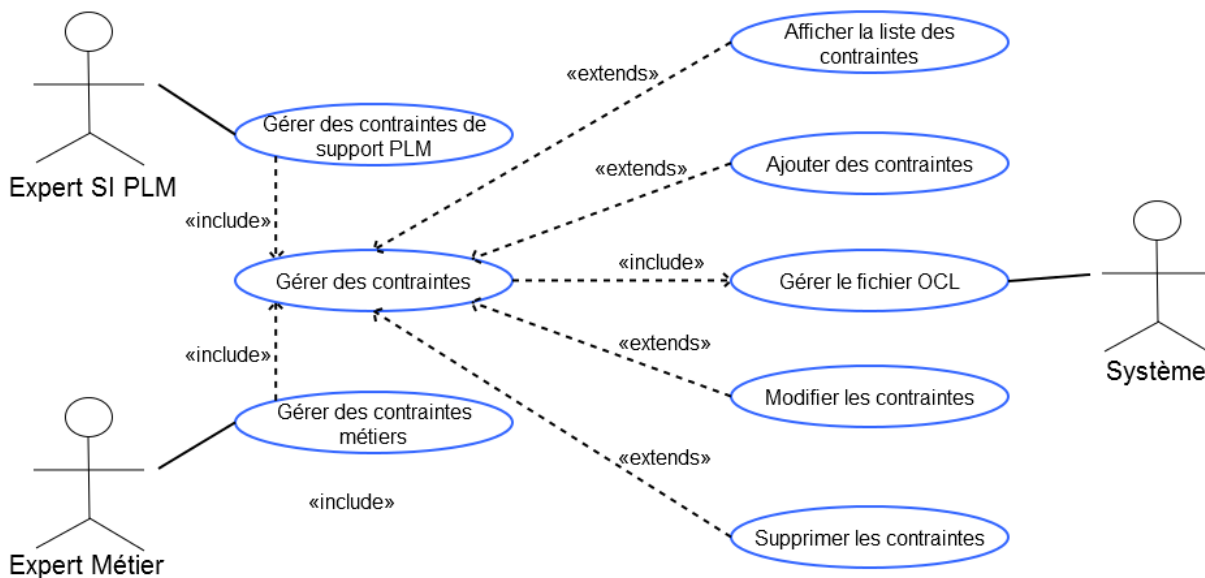 Afficher la liste des
contraintes
«extends»
Gérer des contraintes de
support PLM
Expert SI PLM
«extends»
Ajouter des contraintes
«include»
Gérer des contraintes
«include»
Gérer le fichier OCL
Système
«include»
«extends»
Modifier les contraintes
Gérer des contraintes
métiers
«extends»
«include»
Supprimer les contraintes
Expert Métier